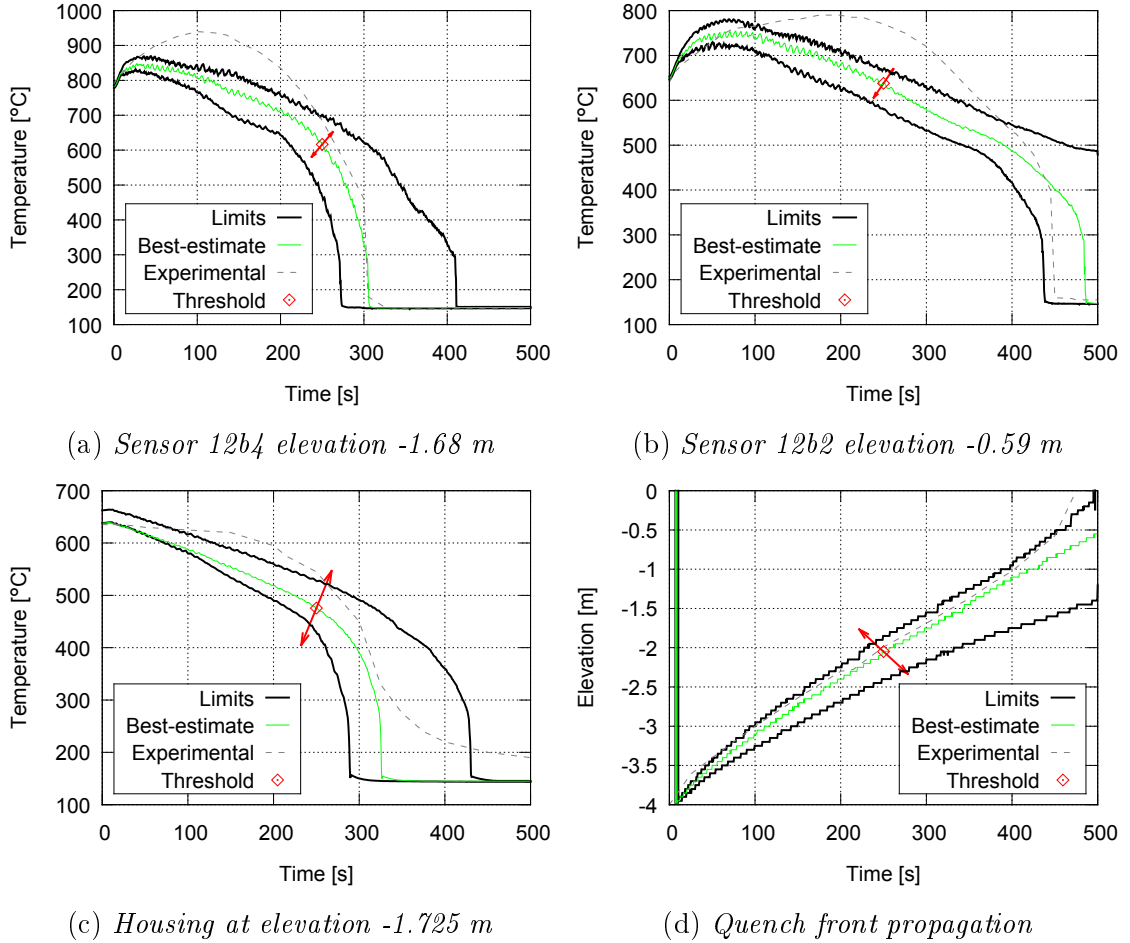 Temperature [°C]
1000
900
800
700
600
500
400
300
200
100
Limits
Best-estimate
Experimental
Threshold
0 100 200 300 400 500
Time [s]
(a) Sensor 12b4 elevation -1.68 m
Temperature [°C]
800
700
600
500
400
300
200
100
Limits
Best-estimate
Experimental
Threshold
0 100 200 300 400 500
Time [s]
(b) Sensor 12b2 elevation -0.59 m
Temperature [°C]
700
600
500
400
300
200
100
Limits
Best-estimate
Experimental
Threshold
0 100 200 300 400 500
Time [s]
(c) Housing at elevation -1.725 m
Elevation [m]
0
-0.5
-1
-1.5
-2
-2.5
-3
-3.5
-4
Limits
Best-estimate
Experimental
Threshold
0 100 200 300 400 500
Time [s]
(d) Quench front propagation